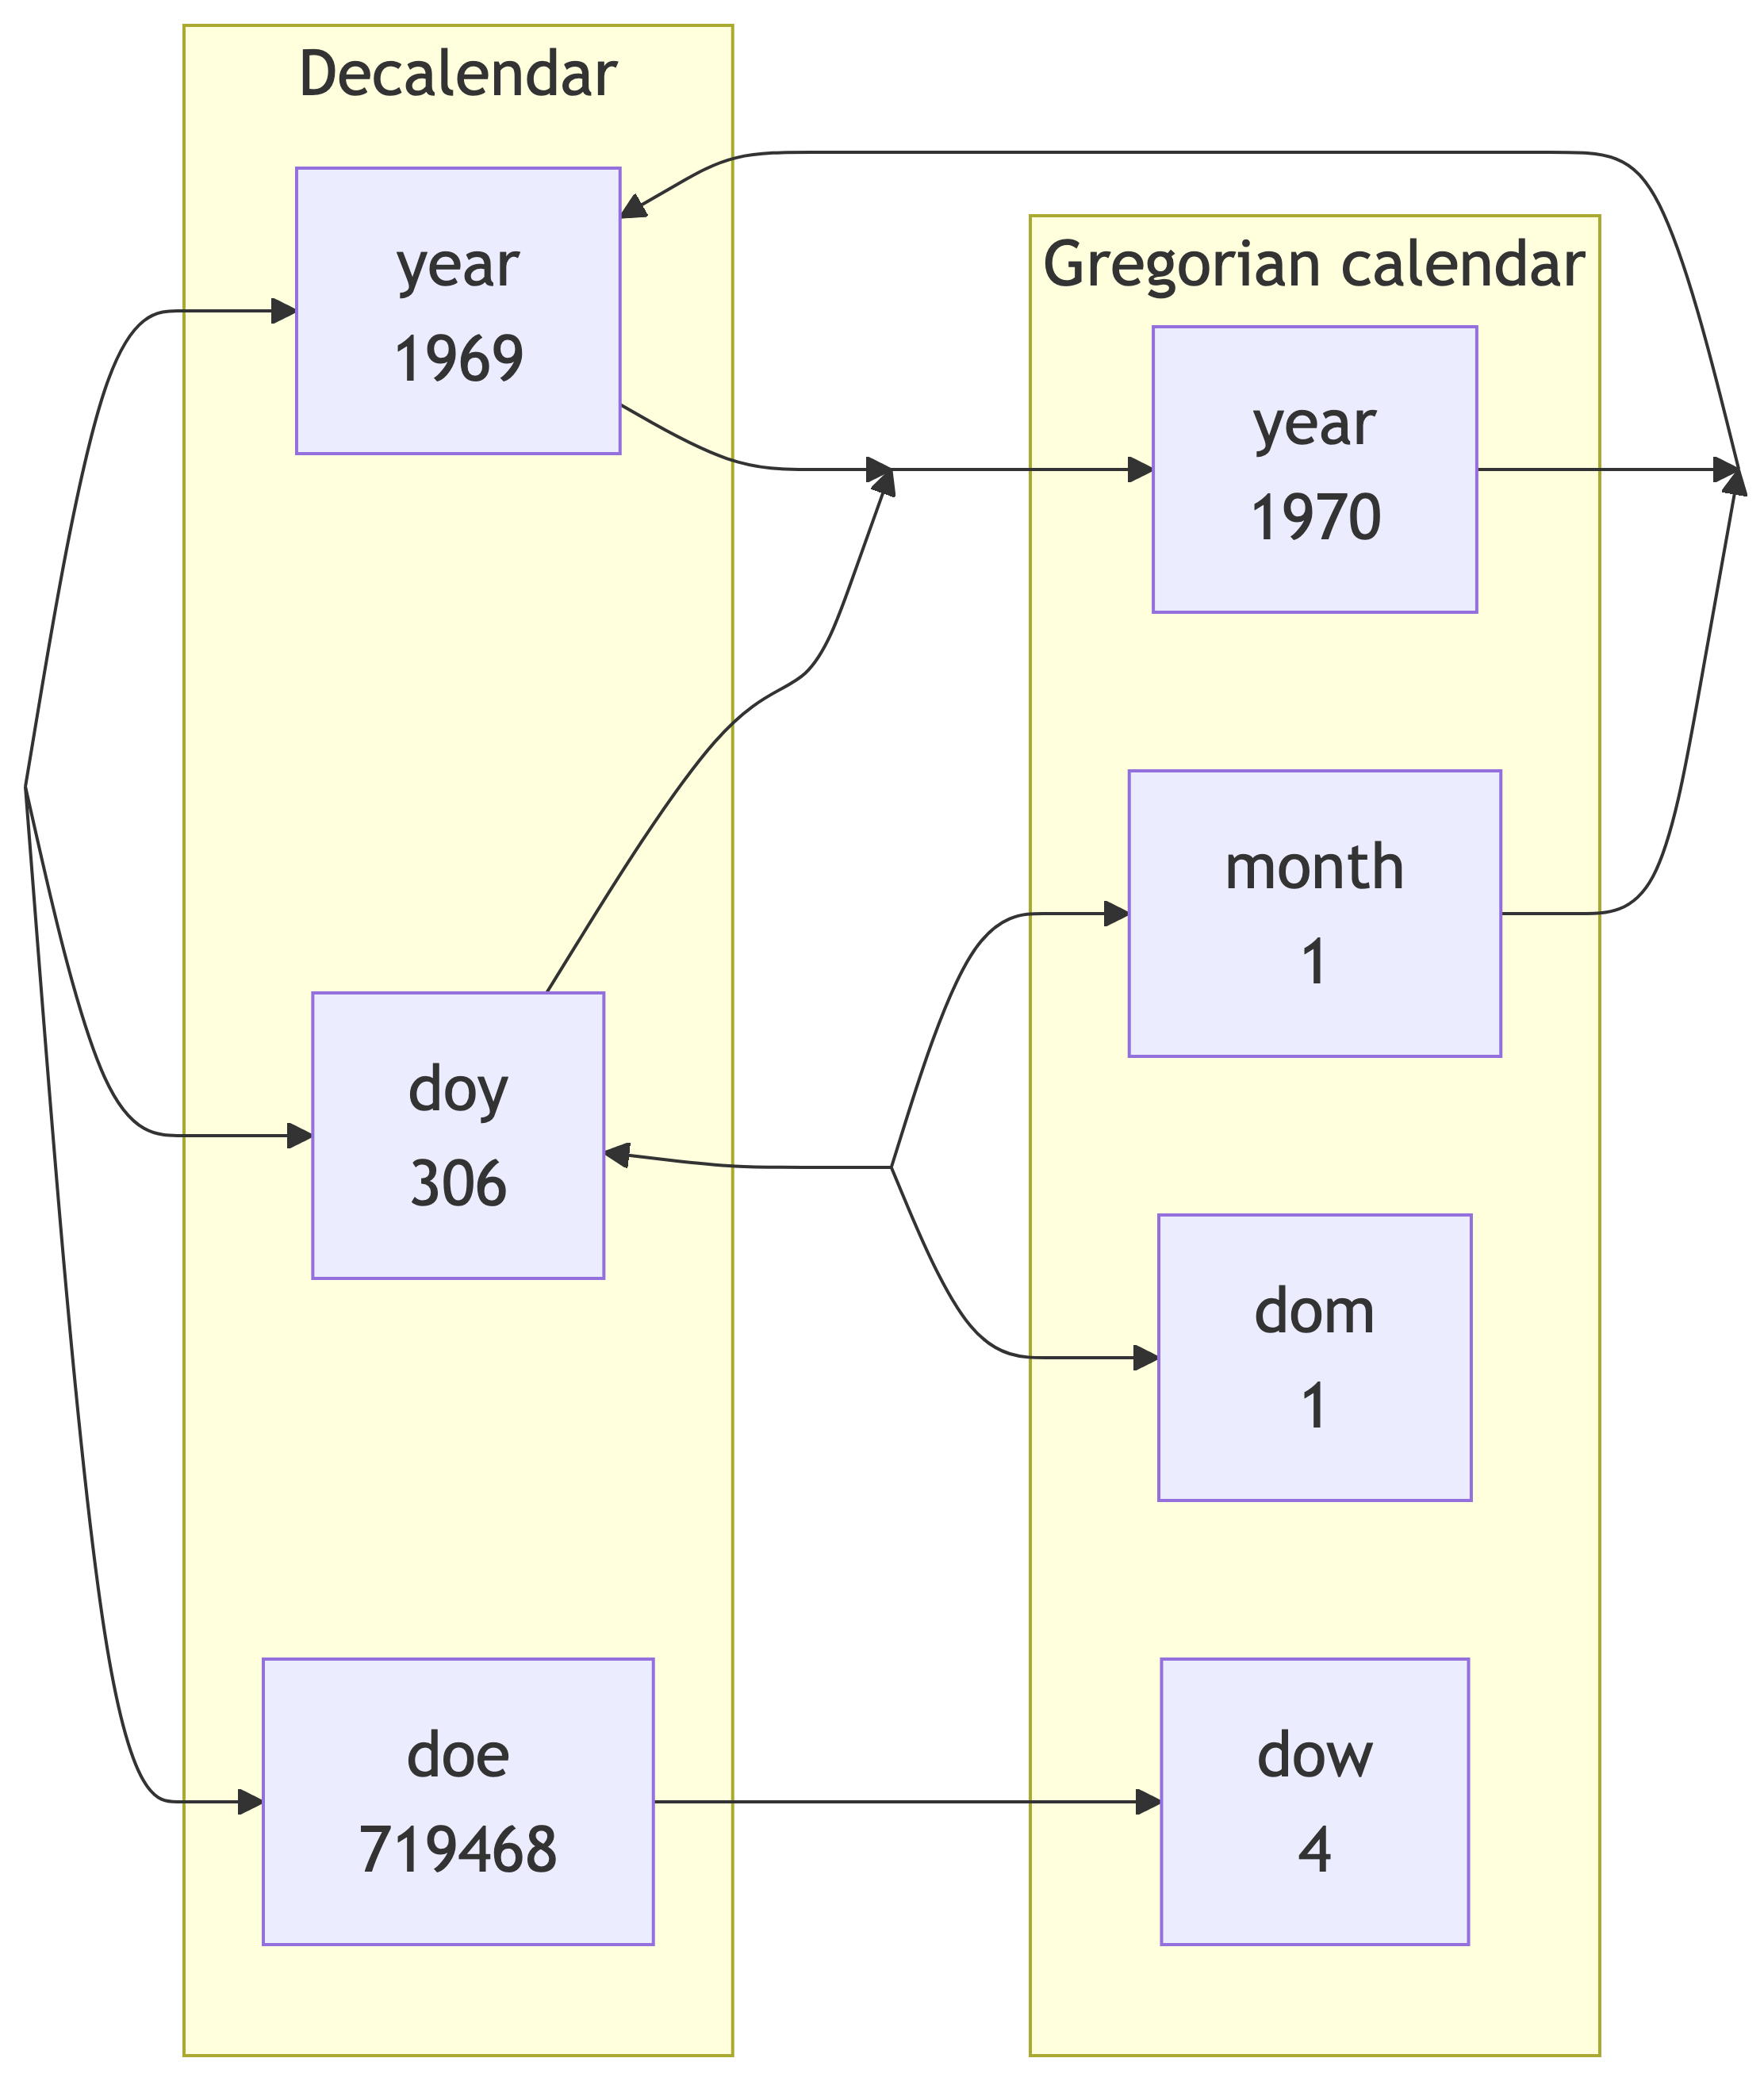 Decalendar
year
1969
doy
306
doe
719468
Gregorian calendar
year
1970
month
1
dom
1
dow
4